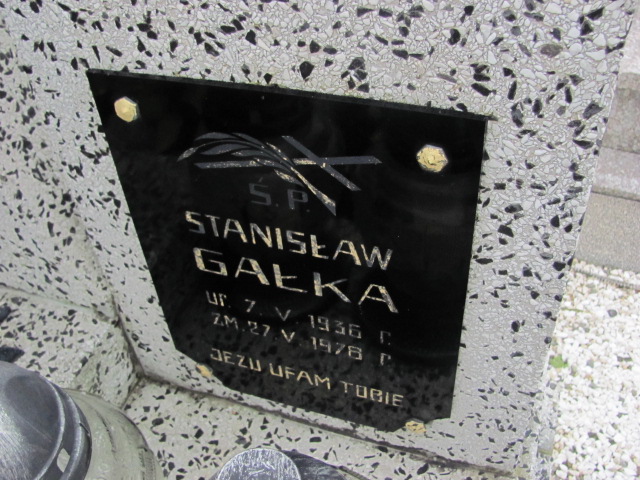 Ś. P.
STANISŁAW
GAŁKA
UR. 7. V. 1936 r.
ZM. 27. V. 1978 r.
JEZU UFAM TOBIE